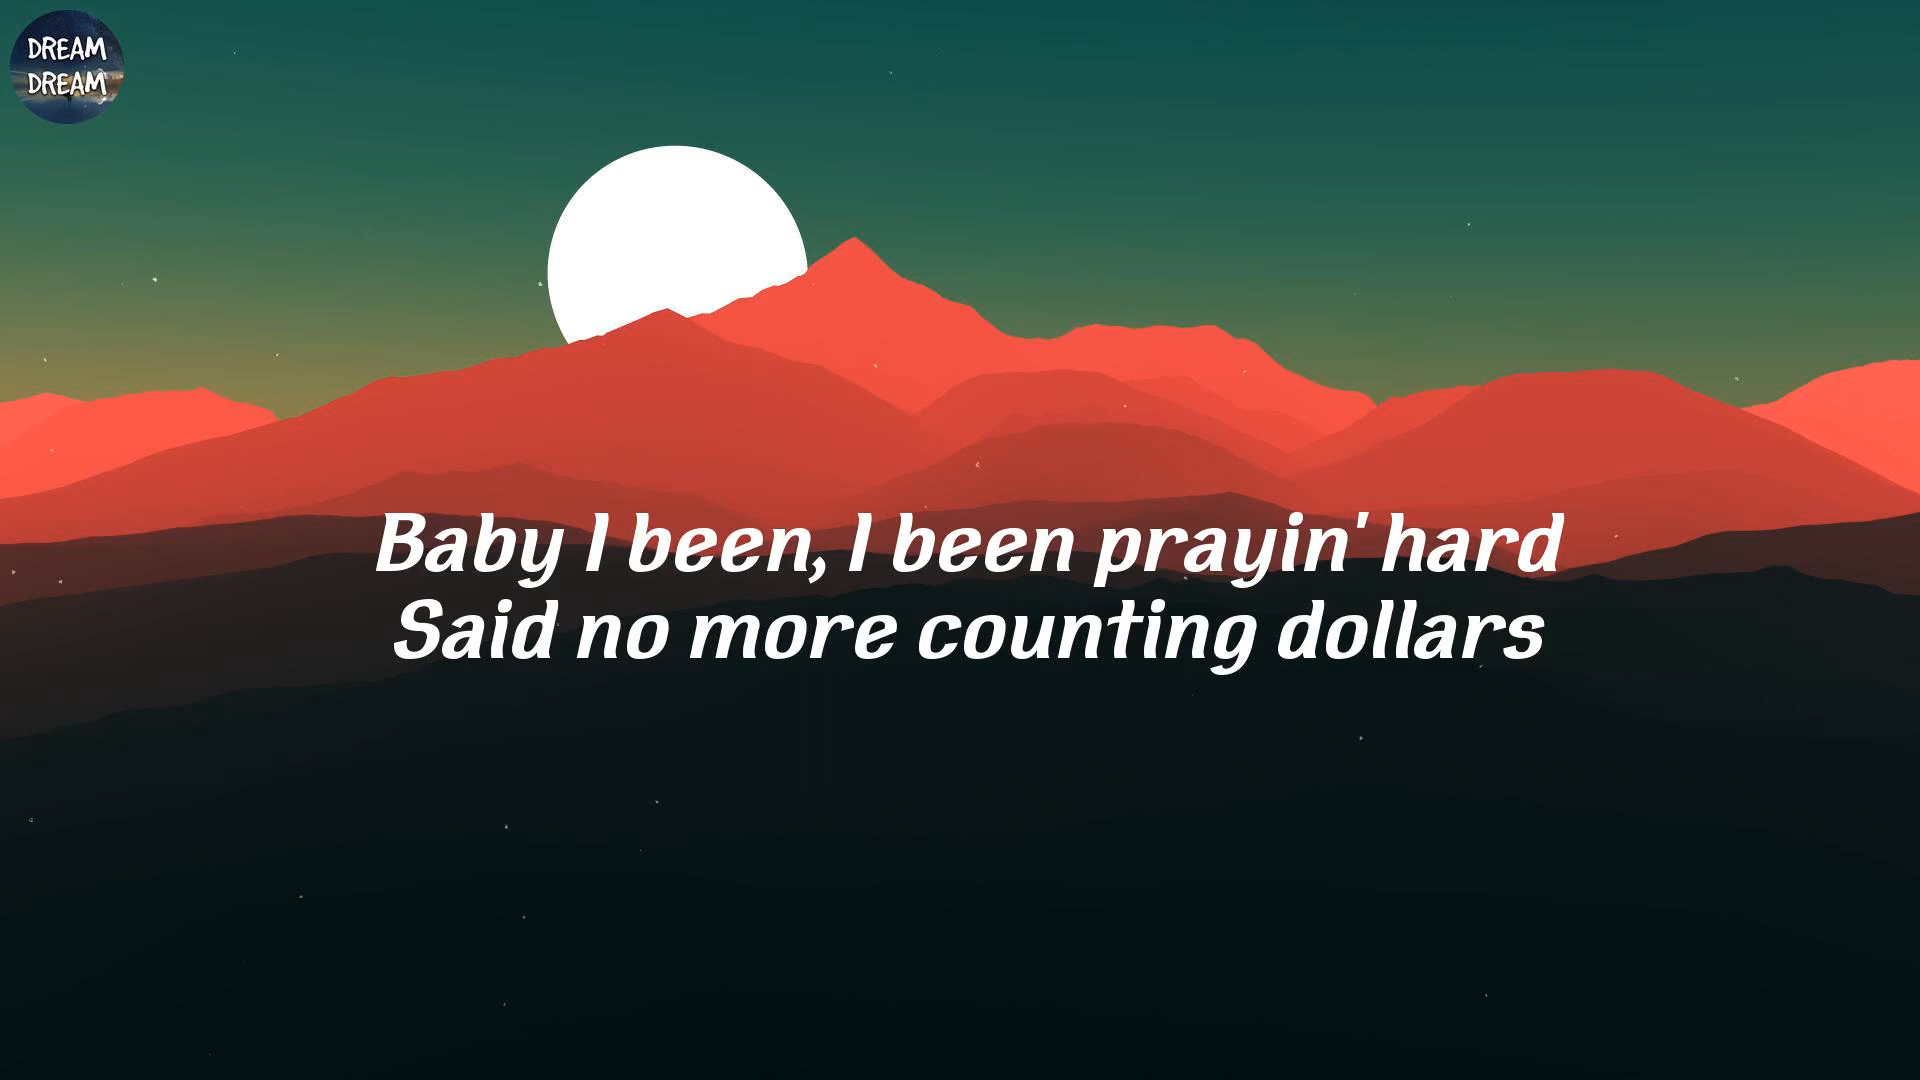 DREAM
DREAM
Baby I been, I been prayin' hard
Said no more counting dollars